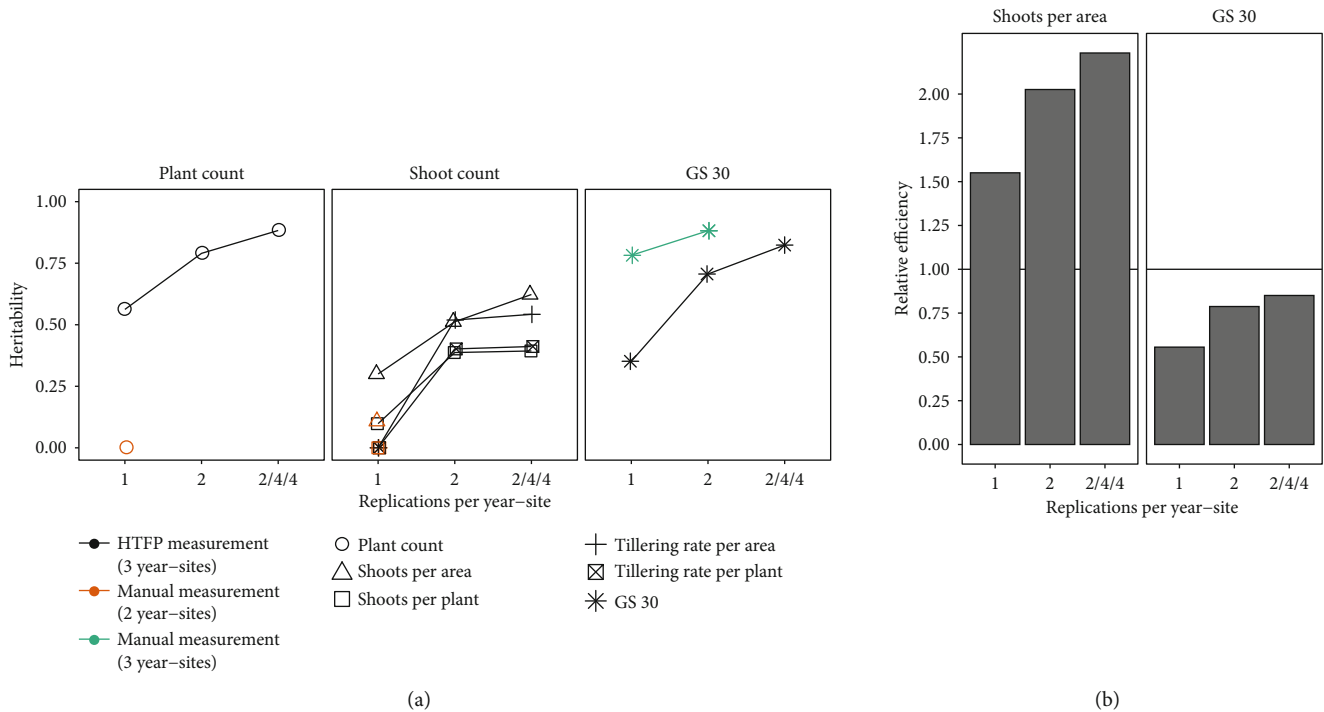 Plant count
Shoot count
GS 30
Heritability
1.00
0.75
0.50
0.25
0.00
1 2 2/4/4
1 2 2/4/4
1 2 2/4/4
Replications per year−site
HTFP measurement
(3 year−sites)
Manual measurement
(2 year−sites)
Manual measurement
(3 year−sites)
Plant count
Shoots per area
Shoots per plant
Tillering rate per area
Tillering rate per plant
GS 30
(a)
Shoots per area
GS 30
Relative efficiency
2.00
1.75
1.50
1.25
1.00
0.75
0.50
0.25
0.00
1 2 2/4/4
1 2 2/4/4
Replications per year−site
(b)